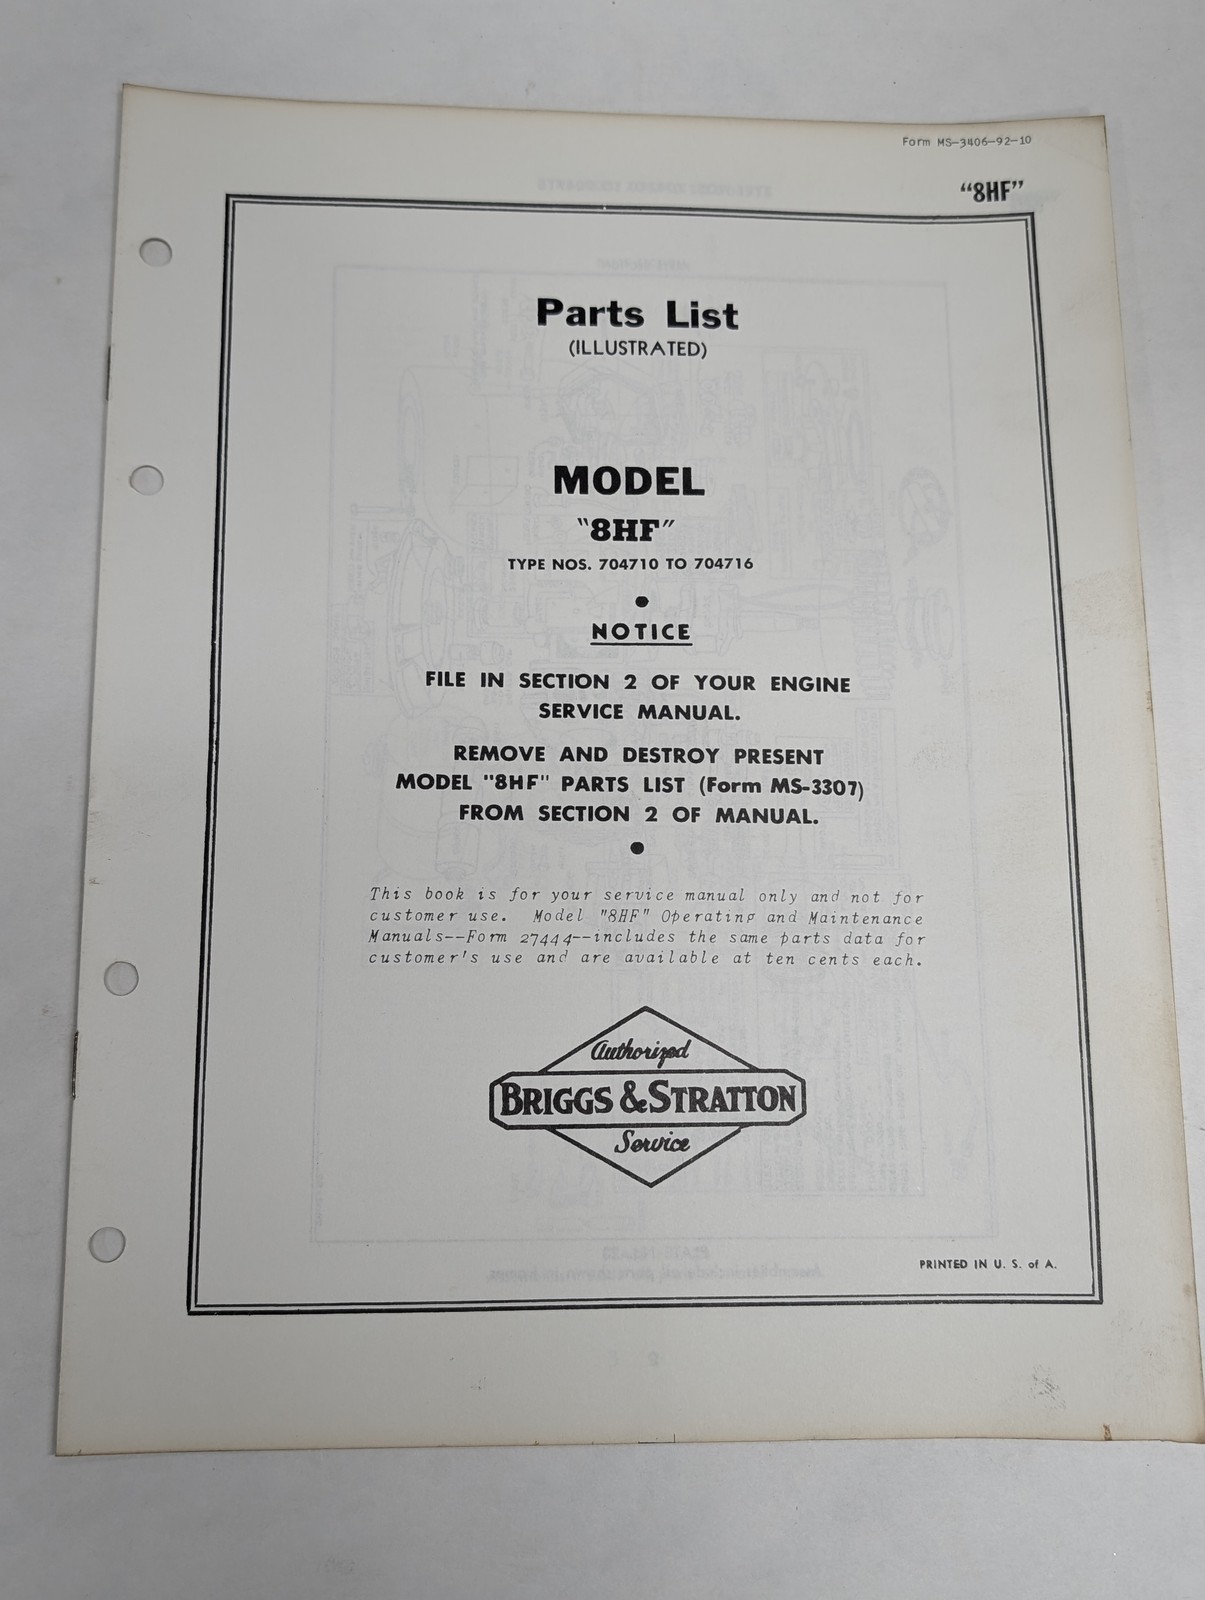 Form MS-3406-92-10
“8HF”
Parts List
(ILLUSTRATED)
MODEL
"8HF"
TYPE NOS. 704710 TO 704716
NOTICE
FILE IN SECTION 2 OF YOUR ENGINE
SERVICE MANUAL.
REMOVE AND DESTROY PRESENT
MODEL "8HF" PARTS LIST (Form MS-3307)
FROM SECTION 2 OF MANUAL.
This book is for your service manual only and not for
customer use. Model "8HF" Operating and Maintenance
Manuals--Form 27444--includes the same parts data for
customer's use and are available at ten cents each.
Authorized
BRIGGS & STRATTON
Service
PRINTED IN U. S. of A.